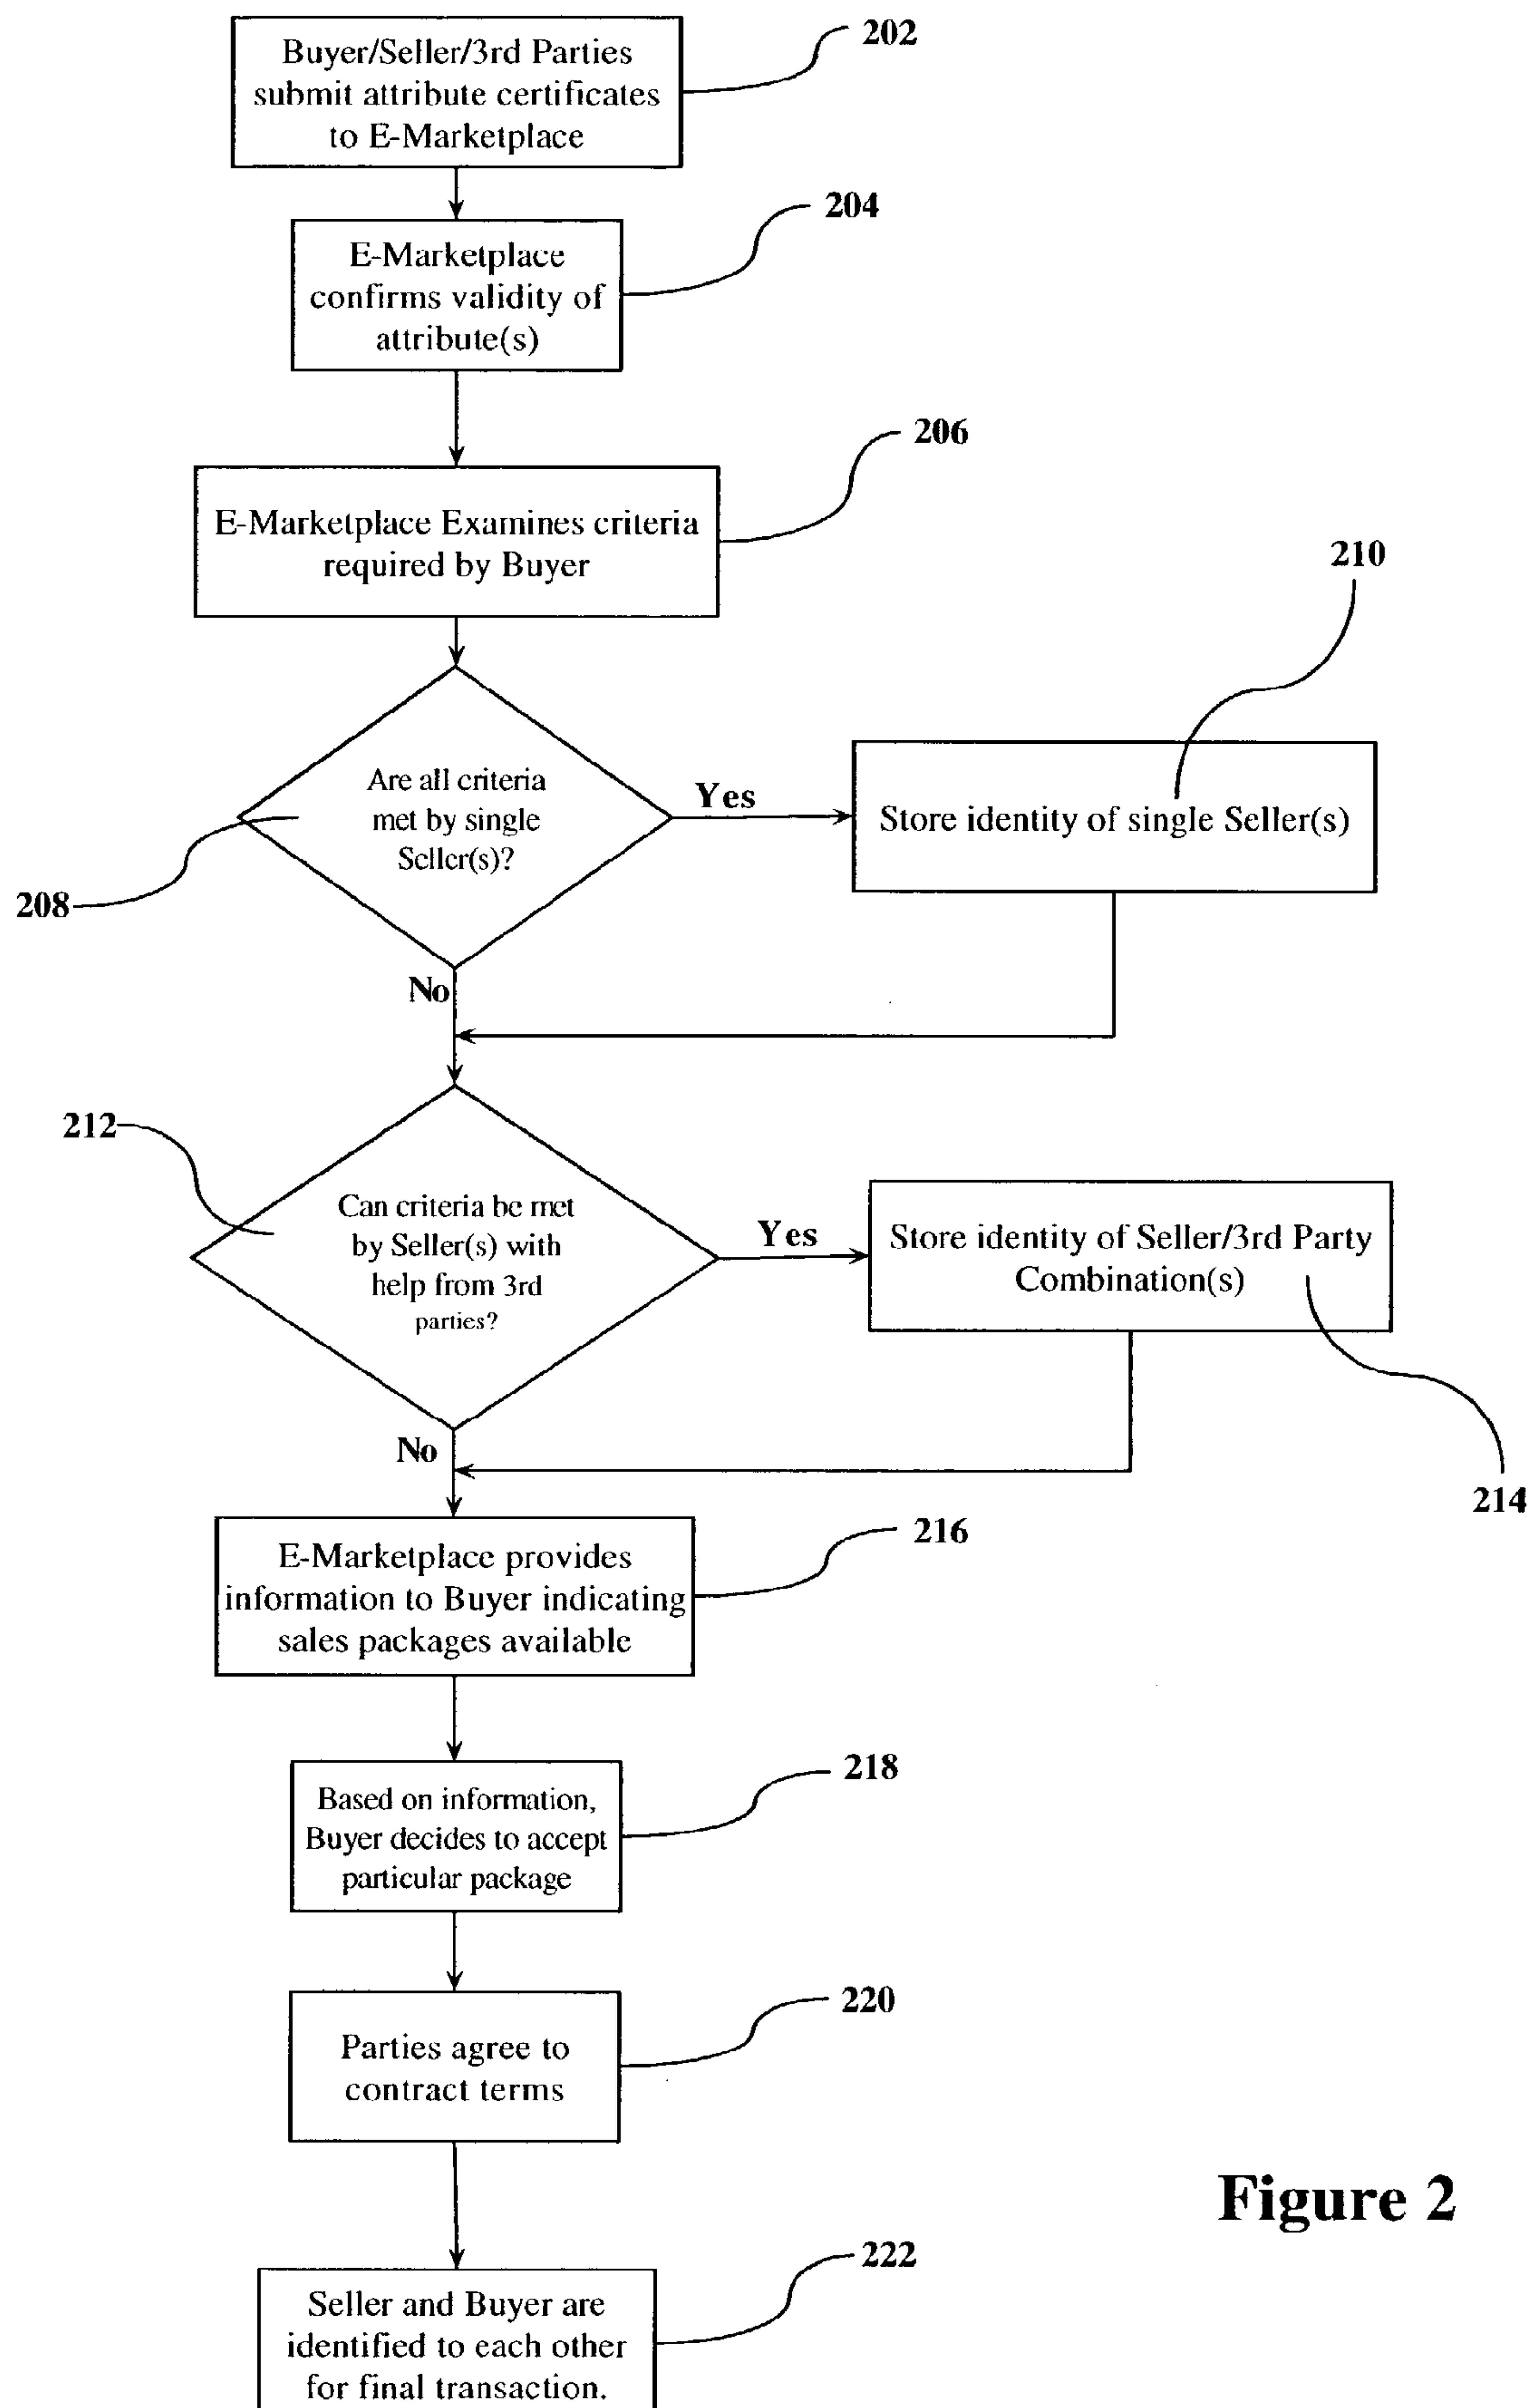 Buyer/Seller/3rd Parties
submit attribute certificates
to E-Marketplace
202
E-Marketplace
confirms validity of
attribute(s)
204
E-Marketplace Examines criteria
required by Buyer
206
Are all criteria
met by single
Seller(s)?
208
Yes
Store identity of single Seller(s)
210
No
212
Can criteria be met
by Seller(s) with
help from 3rd
parties?
Yes
Store identity of Seller/3rd Party
Combination(s)
214
No
E-Marketplace provides
information to Buyer indicating
sales packages available
216
Based on information,
Buyer decides to accept
particular package
218
Parties agree to
contract terms
220
Seller and Buyer are
identified to each other
for final transaction.
222
Figure 2